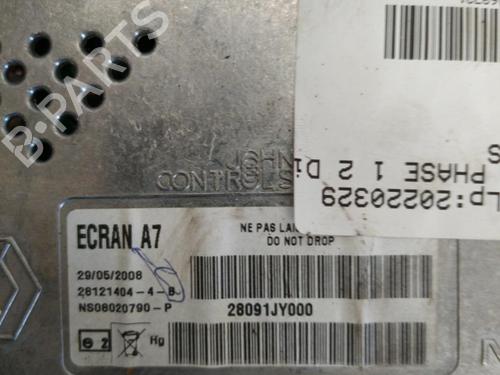 B-PARTS
Lp:20220329
PHASE 1 2 Di
JOHN
CONTROLS
ECRAN A7
NE PAS LAI
DO NOT DROP
29/05/2008
28121404-4-B
NS08020790-P
28091JY000
2
Hg